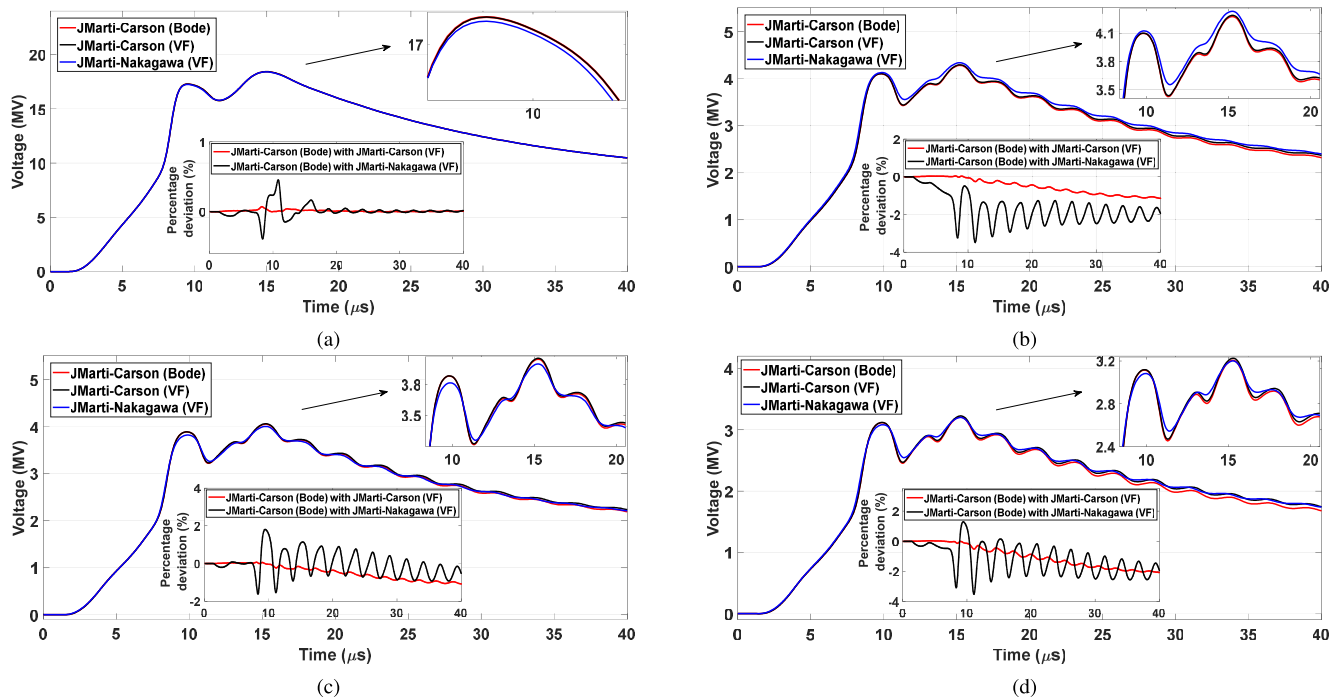 JMarti-Carson (Bode)
JMarti-Carson (VF)
JMarti-Nakagawa (VF)
17
10
Voltage (MV)
20
15
10
5
0
1
0
Percentage
deviation (%)
JMarti-Carson (Bode) with JMarti-Carson (VF)
JMarti-Carson (Bode) with JMarti-Nakagawa (VF)
0 10 20 30 40
0 5 10 15 20 25 30 35 40
Time (μs)
(a)
JMarti-Carson (Bode)
JMarti-Carson (VF)
JMarti-Nakagawa (VF)
4.1
3.8
3.5
10 15 20
Voltage (MV)
5
4
3
2
1
0
2
0
-2
-4
Percentage
deviation (%)
JMarti-Carson (Bode) with JMarti-Carson (VF)
JMarti-Carson (Bode) with JMarti-Nakagawa (VF)
0 10 20 30 40
0 5 10 15 20 25 30 35 40
Time (μs)
(b)
JMarti-Carson (Bode)
JMarti-Carson (VF)
JMarti-Nakagawa (VF)
3.8
3.5
10 15 20
Voltage (MV)
5
4
3
2
1
0
4
2
0
-2
Percentage
deviation (%)
JMarti-Carson (Bode) with JMarti-Carson (VF)
JMarti-Carson (Bode) with JMarti-Nakagawa (VF)
0 10 20 30 40
0 5 10 15 20 25 30 35 40
Time (μs)
(c)
JMarti-Carson (Bode)
JMarti-Carson (VF)
JMarti-Nakagawa (VF)
3.2
2.8
2.4
10 15 20
Voltage (MV)
4
3
2
1
0
4
2
0
-2
-4
Percentage
deviation (%)
JMarti-Carson (Bode) with JMarti-Carson (VF)
JMarti-Carson (Bode) with JMarti-Nakagawa (VF)
0 10 20 30 40
0 5 10 15 20 25 30 35 40
Time (μs)
(d)